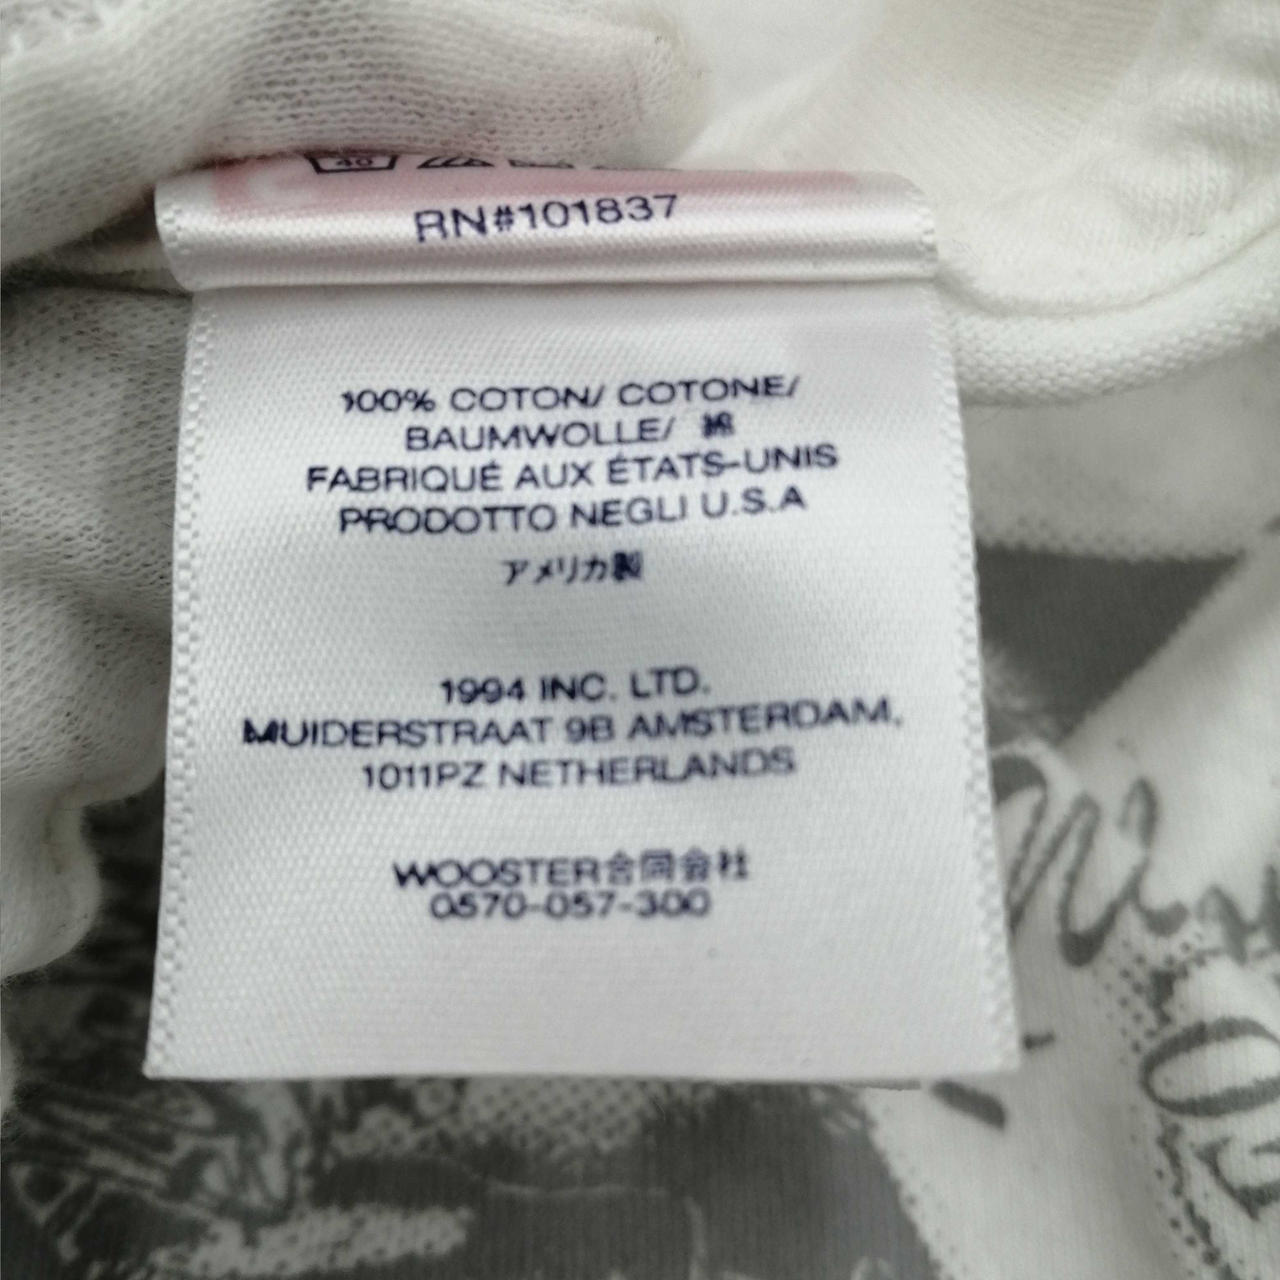 40
RN#101837
100% COTON/ COTONE/
BAUMWOLLE/ 綿
FABRIQUÉ AUX ÉTATS-UNIS
PRODOTTO NEGLI U.S.A
アメリカ製
1994 INC. LTD.
MUIDERSTRAAT 9B AMSTERDAM,
1011PZ NETHERLANDS
WOOSTER合同会社
0570-057-300